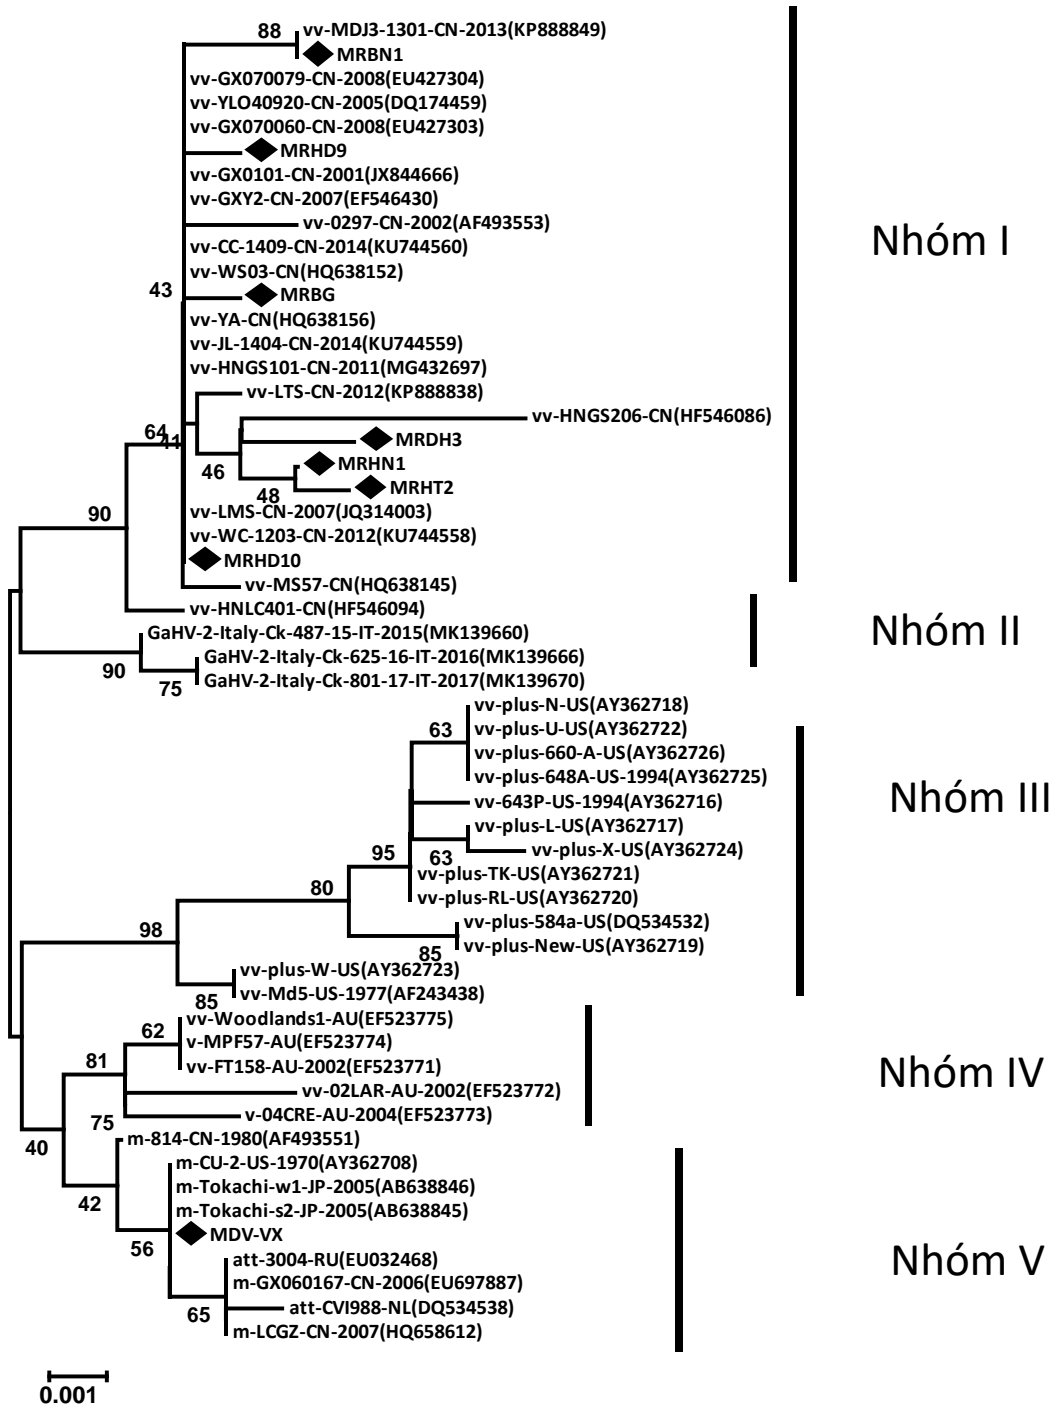 88
vv-MDJ3-1301-CN-2013(KP888849)
MRBN1
vv-GX070079-CN-2008(EU427304)
vv-YLO40920-CN-2005(DQ174459)
vv-GX070060-CN-2008(EU427303)
MRHD9
vv-GX0101-CN-2001(JX844666)
vv-GXY2-CN-2007(EF546430)
vv-0297-CN-2002(AF493553)
Nhóm I
vv-CC-1409-CN-2014(KU744560)
vv-WS03-CN(HQ638152)
43
MRBG
vv-YA-CN(HQ638156)
vv-JL-1404-CN-2014(KU744559)
vv-HNGS101-CN-2011(MG432697)
vv-LTS-CN-2012(KP888838)
vv-HNGS206-CN(HF546086)
64
41
MRDH3
46
MRHN1
48
MRHT2
vv-LMS-CN-2007(JQ314003)
90
vv-WC-1203-CN-2012(KU744558)
MRHD10
vv-MS57-CN(HQ638145)
vv-HNLC401-CN(HF546094)
Nhóm II
GaHV-2-Italy-Ck-487-15-IT-2015(MK139660)
GaHV-2-Italy-Ck-625-16-IT-2016(MK139666)
90
75
GaHV-2-Italy-Ck-801-17-IT-2017(MK139670)
vv-plus-N-US(AY362718)
63
vv-plus-U-US(AY362722)
vv-plus-660-A-US(AY362726)
vv-plus-648A-US-1994(AY362725)
Nhóm III
vv-643P-US-1994(AY362716)
vv-plus-L-US(AY362717)
95
63
vv-plus-X-US(AY362724)
vv-plus-TK-US(AY362721)
80
vv-plus-RL-US(AY362720)
vv-plus-584a-US(DQ534532)
98
vv-plus-New-US(AY362719)
85
vv-plus-W-US(AY362723)
vv-Md5-US-1977(AF243438)
85
vv-Woodlands1-AU(EF523775)
62
v-MPF57-AU(EF523774)
81
vv-FT158-AU-2002(EF523771)
Nhóm IV
vv-02LAR-AU-2002(EF523772)
75
v-04CRE-AU-2004(EF523773)
40
m-814-CN-1980(AF493551)
m-CU-2-US-1970(AY362708)
m-Tokachi-w1-JP-2005(AB638846)
42
m-Tokachi-s2-JP-2005(AB638845)
MDV-VX
56
att-3004-RU(EU032468)
Nhóm V
m-GX060167-CN-2006(EU697887)
65
att-CVI988-NL(DQ534538)
m-LCGZ-CN-2007(HQ658612)
0.001